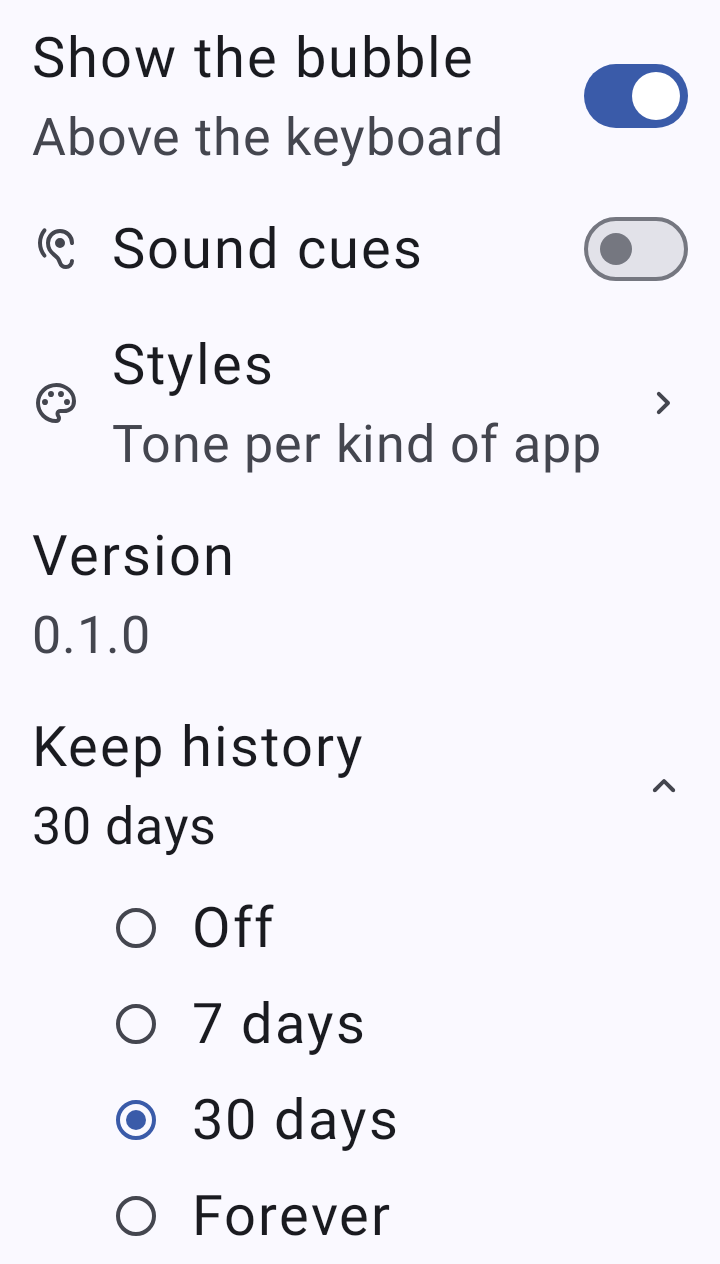 Show the bubble
Above the keyboard
Sound cues
Styles
Tone per kind of app
Version
0.1.0
Keep history
30 days
Off
7 days
30 days
Forever